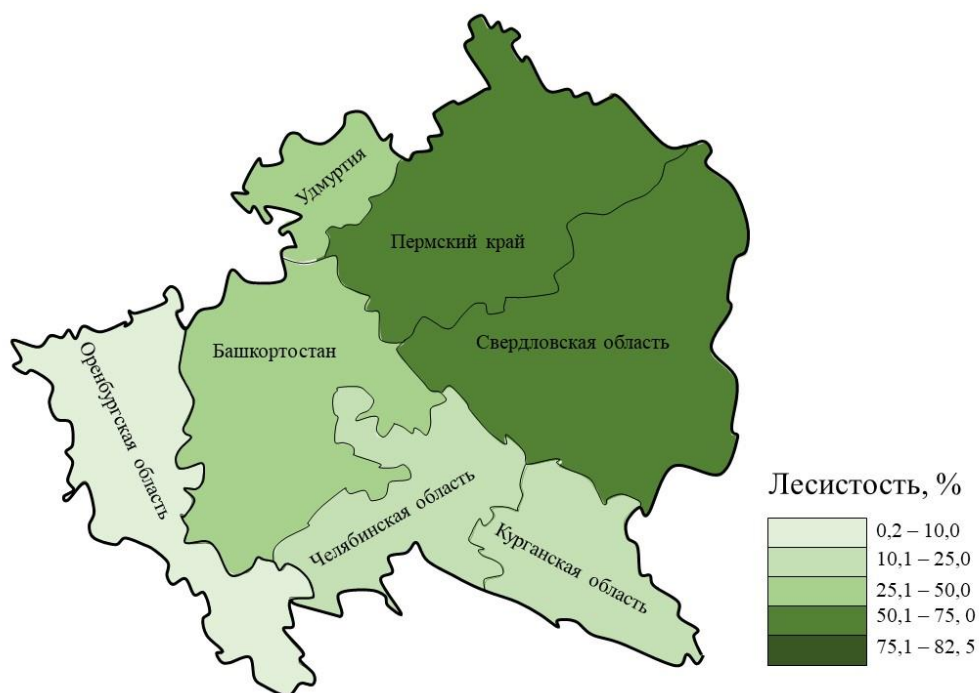 Удмуртия
Пермский край
Свердловская область
Башкортостан
Оренбургская область
Челябинская область
Курганская область
Лесистость, %
0,2 – 10,0
10,1 – 25,0
25,1 – 50,0
50,1 – 75, 0
75,1 – 82, 5